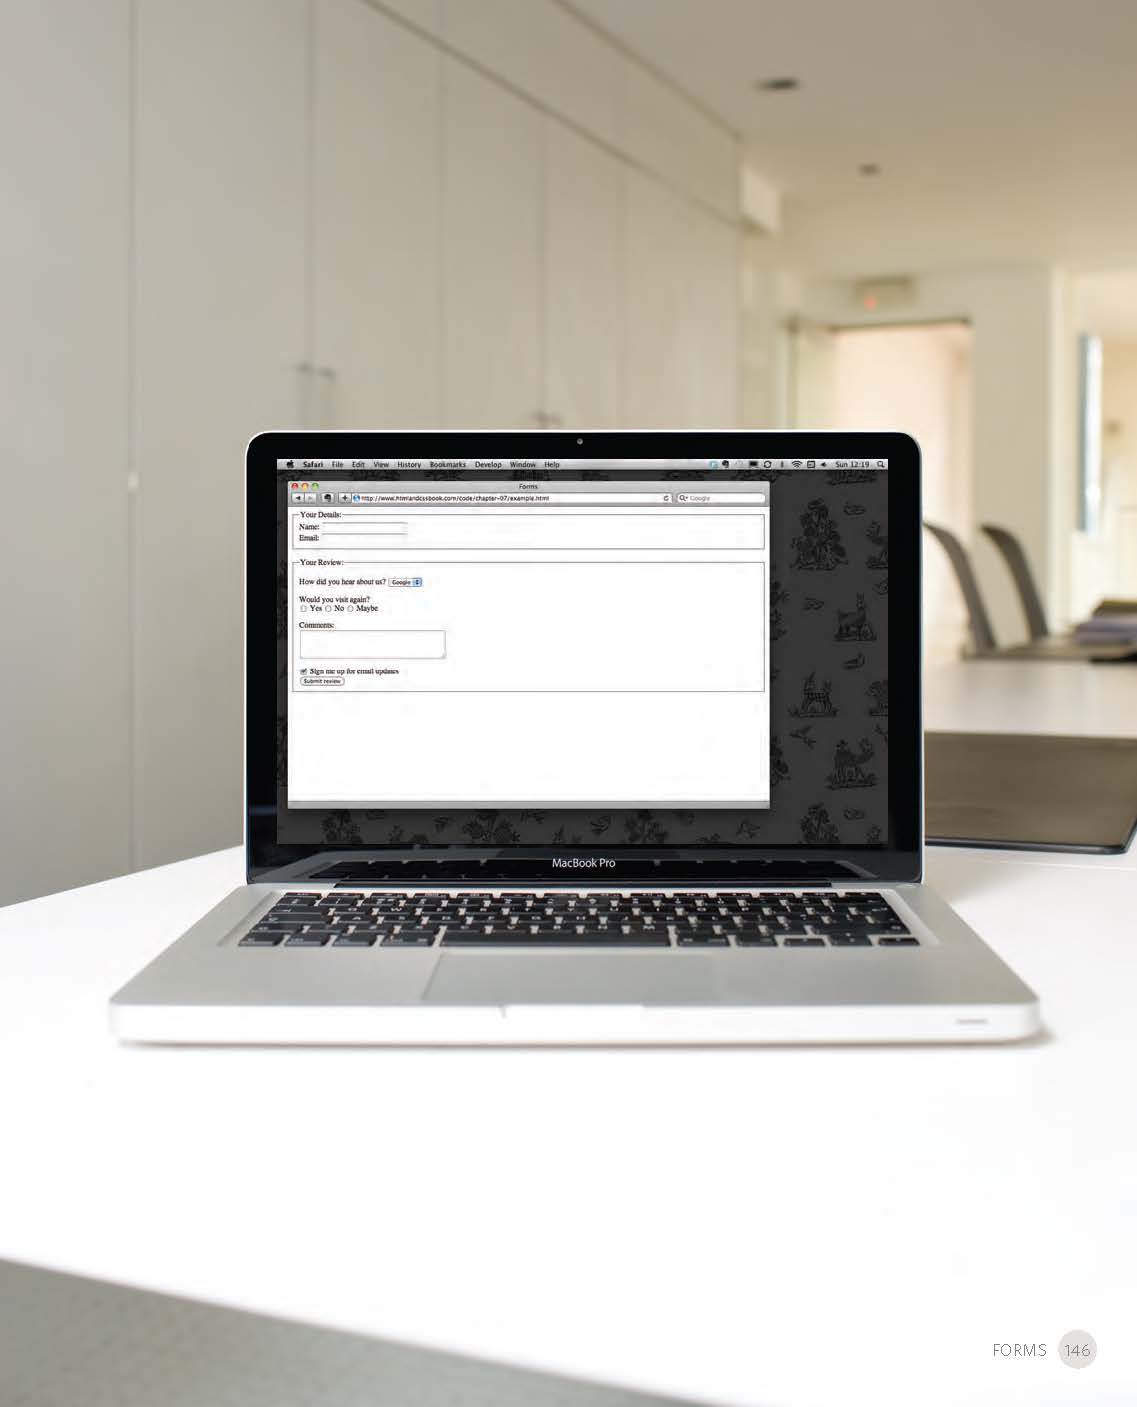 Safari File Edit View History Bookmarks Develop Window Help Sun 12:19
Forms
http://www.htmlandcssbook.com/code/chapter-07/example.html Google
Your Details:
Name:
Email:
Your Review:
How did you hear about us? Google
Would you visit again?
Yes No Maybe
Comments:
Sign me up for email updates
Submit review
MacBook Pro
FORMS 146